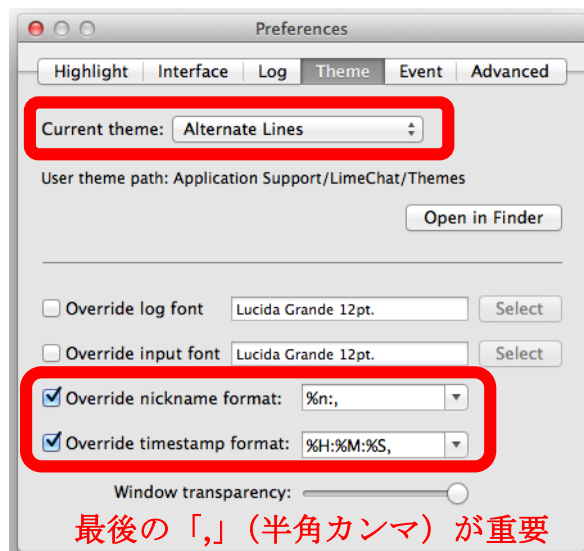 Preferences
Highlight Interface Log Theme Event Advanced
Current theme: Alternate Lines
User theme path: Application Support/LimeChat/Themes
Open in Finder
Override log font Lucida Grande 12pt. Select
Override input font Lucida Grande 12pt. Select
Override nickname format: %n:,
Override timestamp format: %H:%M:%S,
Window transparency:
最後の「,」(半角カンマ)が重要